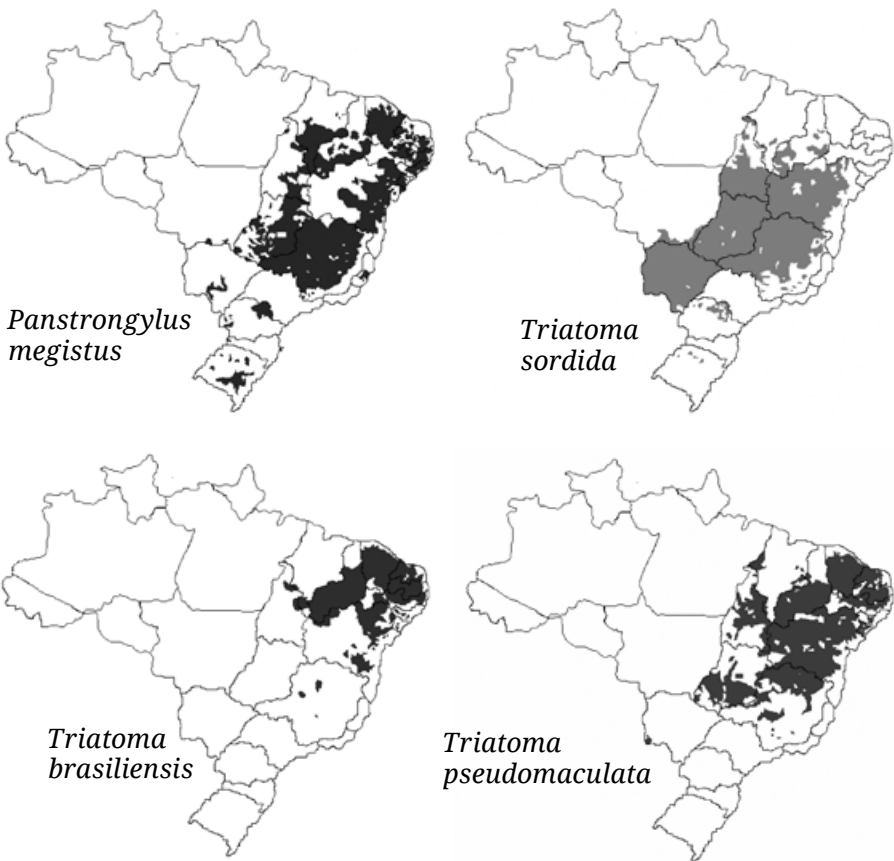 Panstrongylus
megistus
Triatoma
sordida
Triatoma
brasiliensis
Triatoma
pseudomaculata